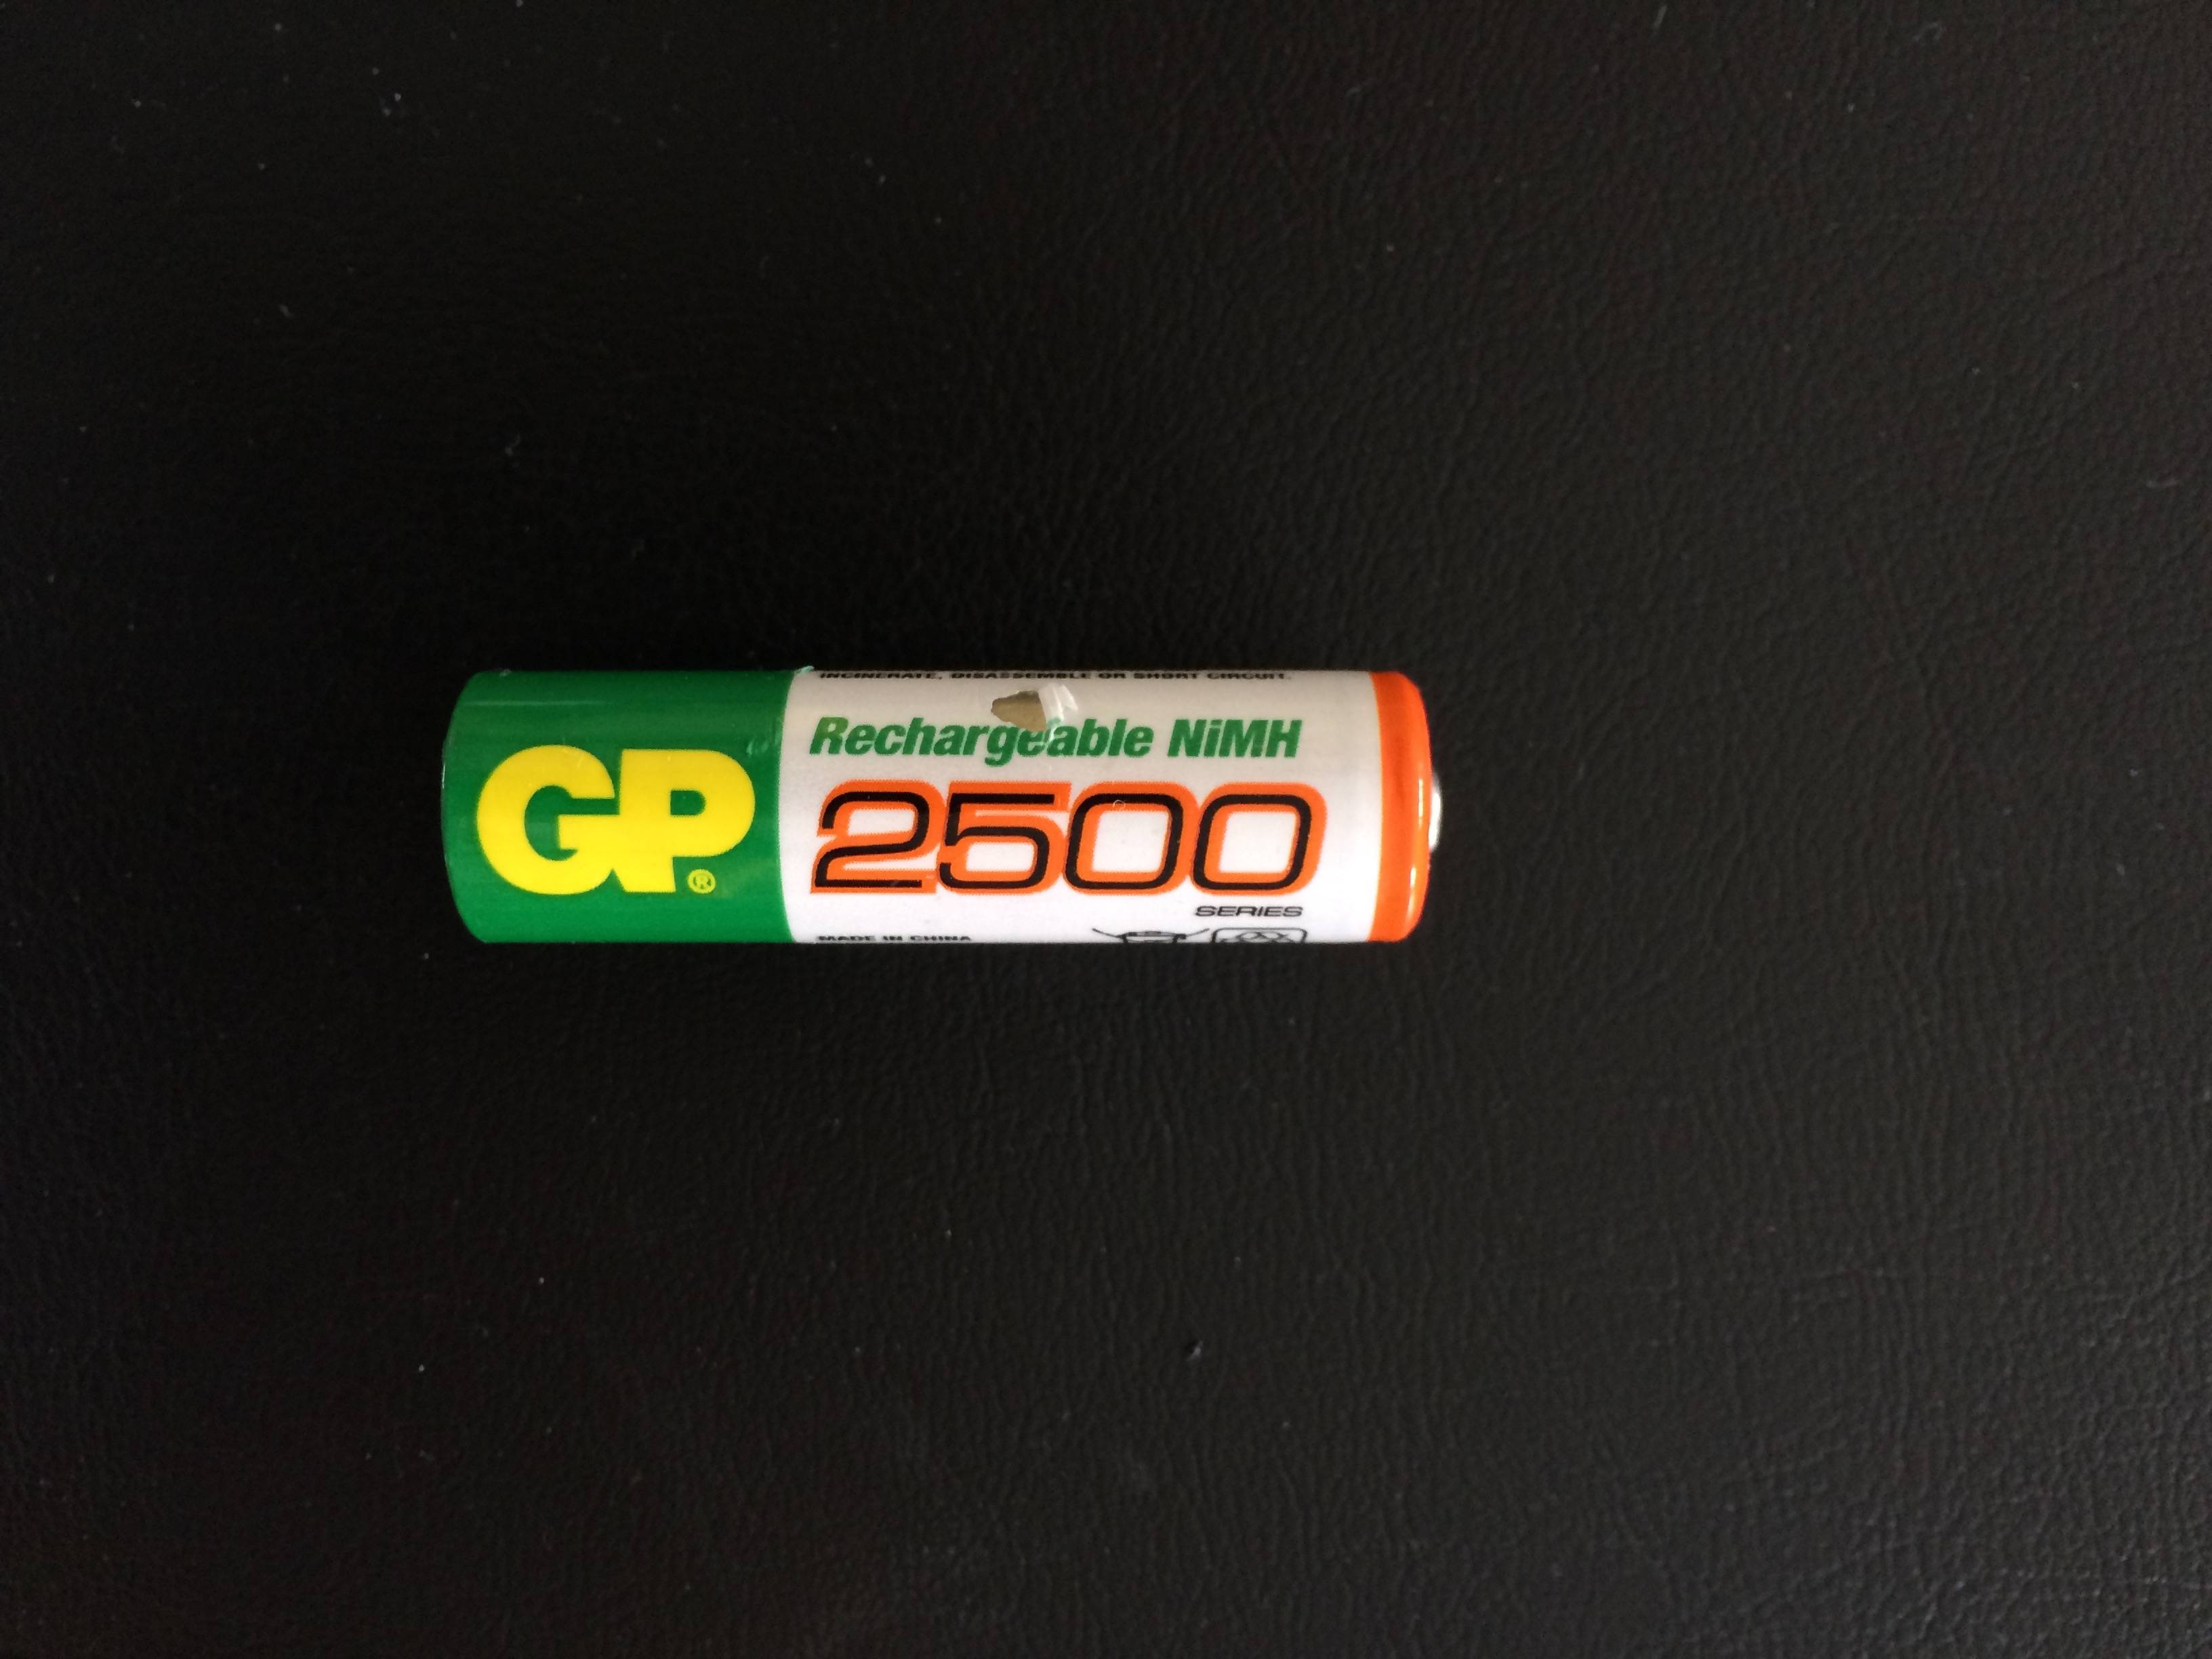 GP®
INCINERATE, DISASSEMBLE OR SHORT CIRCUIT.
Rechargeable NiMH
2500
SERIES
MADE IN CHINA